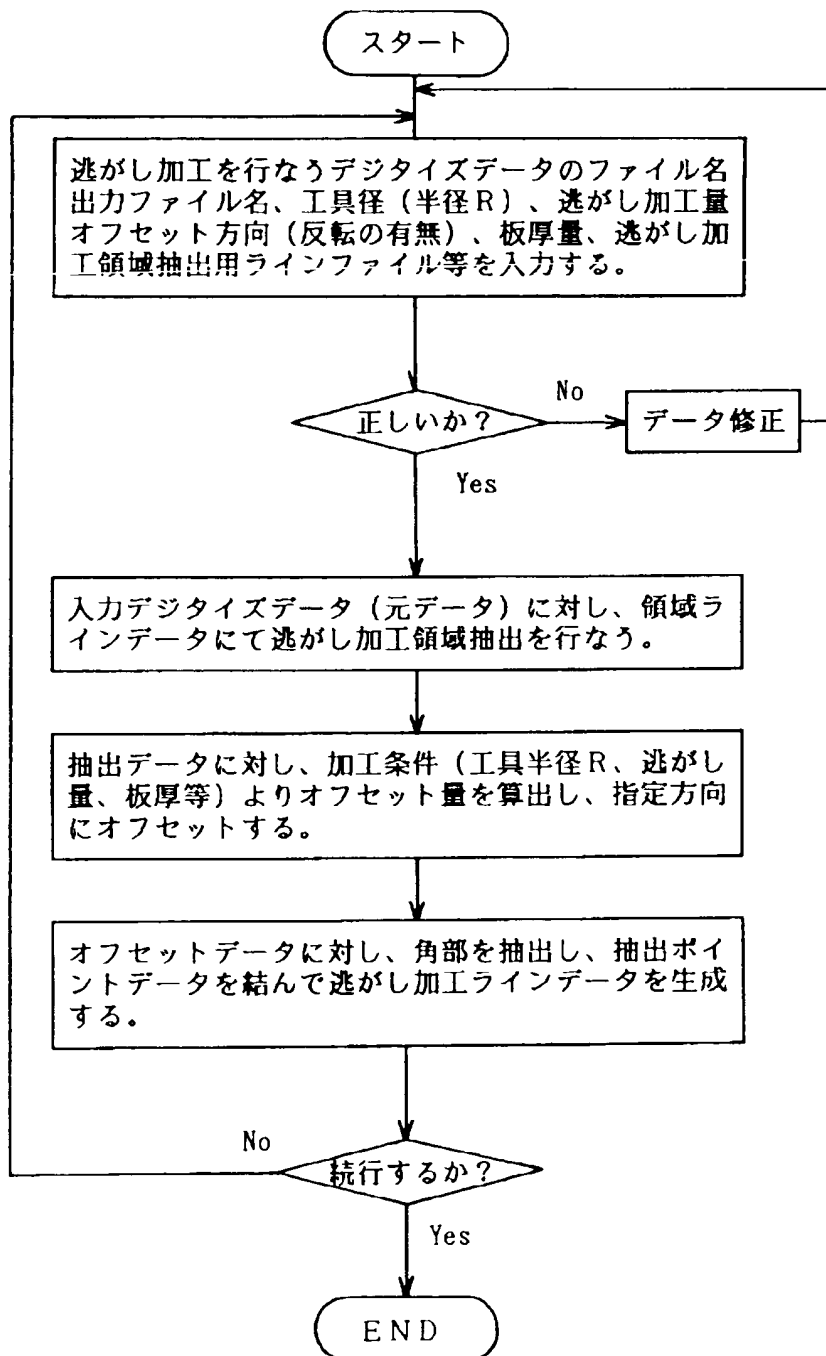 スタート
逃がし加工を行なうデジタイズデータのファイル名
出力ファイル名、工具径（半径R）、逃がし加工量
オフセット方向（反転の有無）、板厚量、逃がし加
工領域抽出用ラインファイル等を入力する。
正しいか？
No
データ修正
Yes
入力デジタイズデータ（元データ）に対し、領域ラ
インデータにて逃がし加工領域抽出を行なう。
抽出データに対し、加工条件（工具半径R、逃がし
量、板厚等）よりオフセット量を算出し、指定方向
にオフセットする。
オフセットデータに対し、角部を抽出し、抽出ポイ
ントデータを結んで逃がし加工ラインデータを生成
する。
No
続行するか？
Yes
END